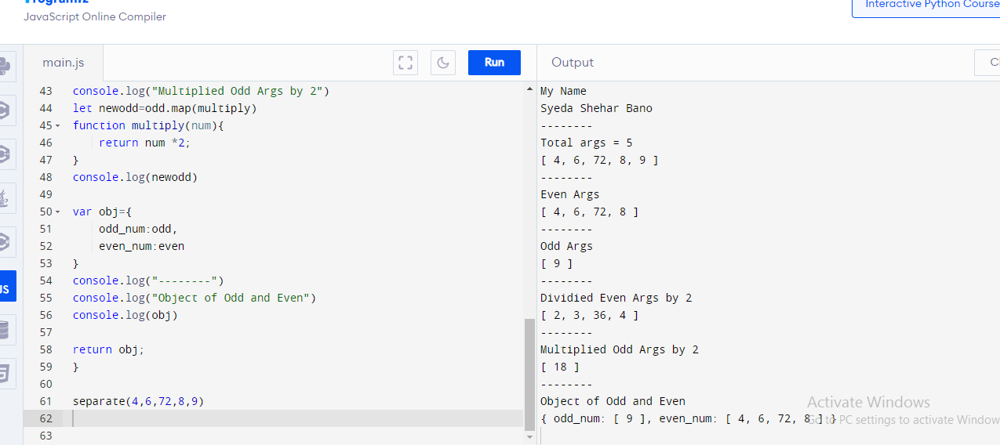 JavaScript Online Compiler
Interactive Python Course
main.js
Run
Output
43 console.log("Multiplied Odd Args by 2")
44 let newodd=odd.map(multiply)
45 function multiply(num){
46 return num *2;
47 }
48 console.log(newodd)
49
50 var obj={
51 odd_num:odd,
52 even_num:even
53 }
54 console.log("--------")
55 console.log("Object of Odd and Even")
56 console.log(obj)
57
58 return obj;
59 }
60
61 separate(4,6,72,8,9)
62
63
My Name
Syeda Shehar Bano
--------
Total args = 5
[ 4, 6, 72, 8, 9 ]
--------
Even Args
[ 4, 6, 72, 8 ]
--------
Odd Args
[ 9 ]
--------
Dividied Even Args by 2
[ 2, 3, 36, 4 ]
--------
Multiplied Odd Args by 2
[ 18 ]
--------
Object of Odd and Even
{ odd_num: [ 9 ], even_num: [ 4, 6, 72, 8 ] }
Activate Windows
Go to PC settings to activate Window
JS